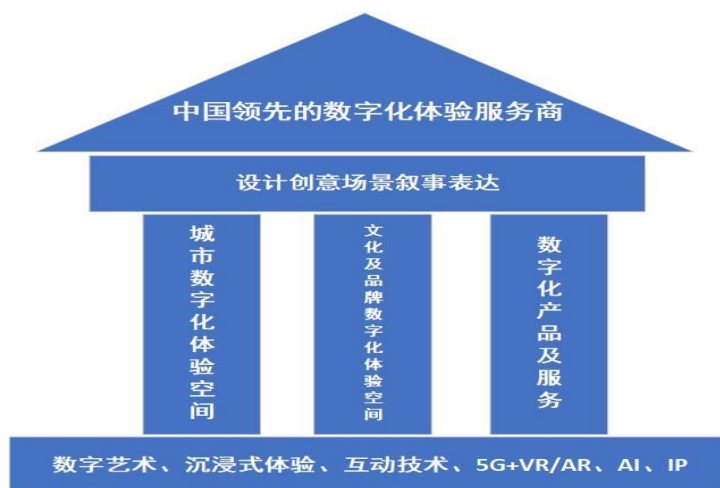 中国领先的数字化体验服务商
设计创意场景叙事表达
城市数字化体验空间
文化及品牌数字化体验空间
数字化产品及服务
数字艺术、沉浸式体验、互动技术、5G+VR/AR、AI、IP